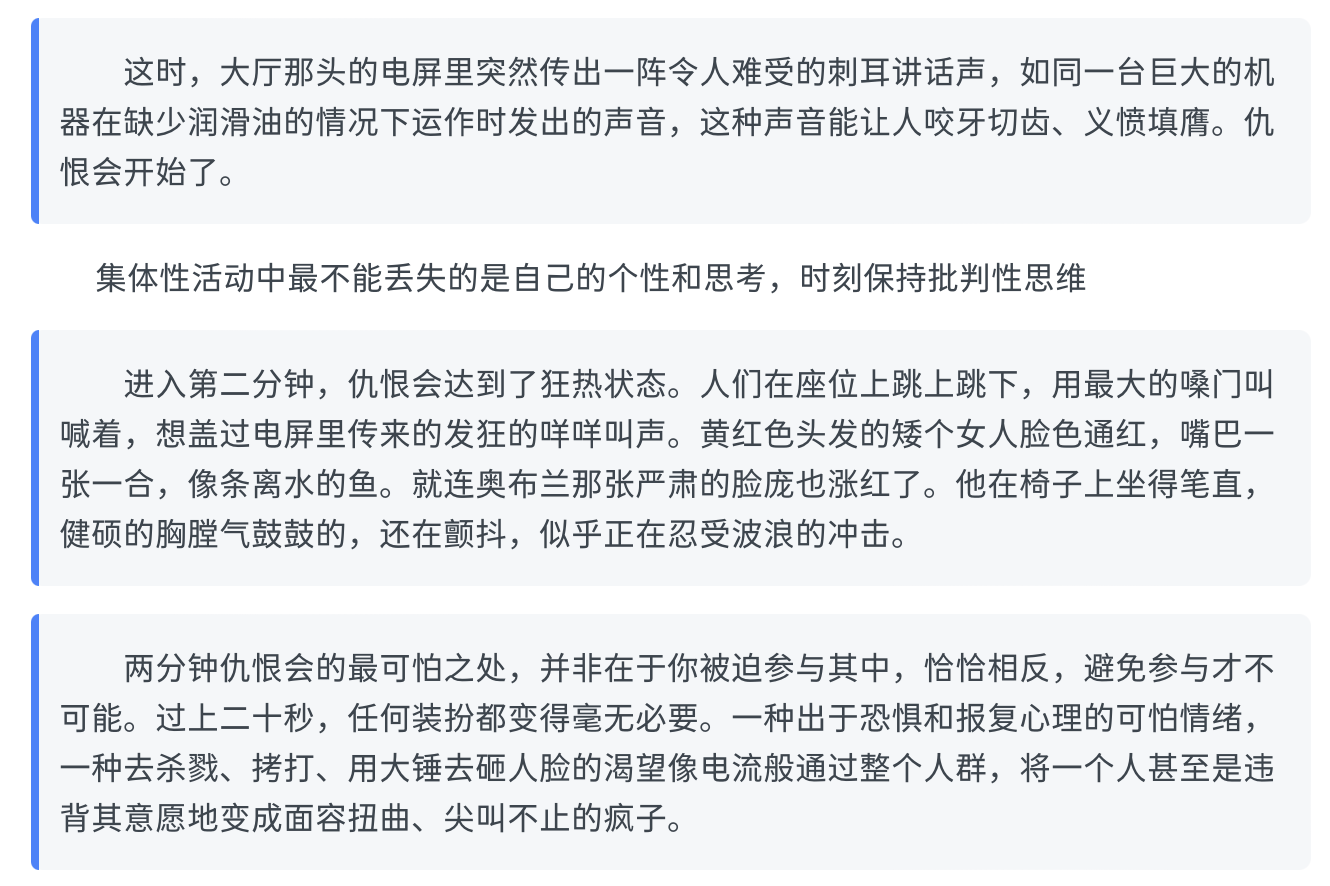 这时，大厅那头的电屏里突然传出一阵令人难受的刺耳讲话声，如同一台巨大的机
器在缺少润滑油的情况下运作时发出的声音，这种声音能让人咬牙切齿、义愤填膺。仇
恨会开始了。
集体性活动中最不能丢失的是自己的个性和思考，时刻保持批判性思维
进入第二分钟，仇恨会达到了狂热状态。人们在座位上跳上跳下，用最大的嗓门叫
喊着，想盖过电屏里传来的发狂的咩咩叫声。黄红色头发的矮个女人脸色通红，嘴巴一
张一合，像条离水的鱼。就连奥布兰那张严肃的脸庞也涨红了。他在椅子上坐得笔直，
健硕的胸膛气鼓鼓的，还在颤抖，似乎正在忍受波浪的冲击。
两分钟仇恨会的最可怕之处，并非在于你被迫参与其中，恰恰相反，避免参与才不
可能。过上二十秒，任何装扮都变得毫无必要。一种出于恐惧和报复心理的可怕情绪，
一种去杀戮、拷打、用大锤去砸人脸的渴望像电流般通过整个人群，将一个人甚至是违
背其意愿地变成面容扭曲、尖叫不止的疯子。